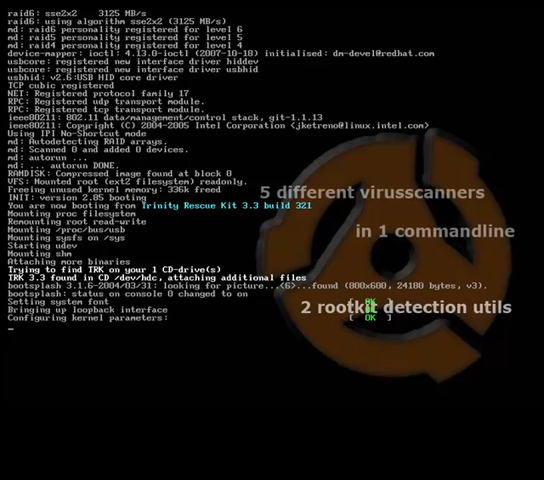 raid6: sse2x2    3125 MB/s
raid6: using algorithm sse2x2 (3125 MB/s)
md: raid6 personality registered for level 6
md: raid5 personality registered for level 5
md: raid4 personality registered for level 4
device-mapper: ioctl: 4.13.0-ioctl (2007-10-18) initialised: dm-devel@redhat.com
usbcore: registered new interface driver hiddev
usbcore: registered new interface driver usbhid
usbhid: v2.6:USB HID core driver
TCP cubic registered
NET: Registered protocol family 17
RPC: Registered udp transport module.
RPC: Registered tcp transport module.
ieee80211: 802.11 data/management/control stack, git-1.1.13
ieee80211: Copyright (C) 2004-2005 Intel Corporation <jketreno@linux.intel.com>
Using IPI No-Shortcut mode
md: Autodetecting RAID arrays.
md: Scanned 0 and added 0 devices.
md: autorun ...
md: ... autorun DONE.
RAMDISK: Compressed image found at block 0
VFS: Mounted root (ext2 filesystem) readonly.
Freeing unused kernel memory: 336k freed
INIT: version 2.85 booting
5 different virusscanners
You are now booting from Trinity Rescue Kit 3.3 build 321
Mounting proc filesystem
Remounting root read-write
Mounting /proc/bus/usb
in 1 commandline
Mounting sysfs on /sys
Starting udev
Mounting shm
Attaching more binaries
Trying to find TRK on your 1 CD-drive(s)
TRK 3.3 found in CD /dev/hdc, attaching additional files
bootsplash 3.1.6-2004/03/31: looking for picture...<6>...found (800x600, 24180 bytes, v3).
bootsplash: status on console 0 changed to on
Setting system font [  OK  ]
Bringing up loopback interface [  OK  ]
2 rootkit detection utils
Configuring kernel parameters: [  OK  ]